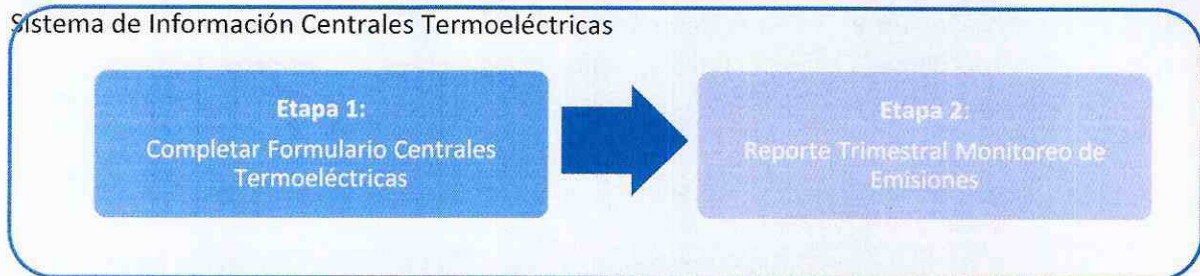 Sistema de Información Centrales Termoeléctricas
Etapa 1:
Completar Formulario Centrales
Termoeléctricas
Etapa 2:
Reporte Trimestral Monitoreo de
Emisiones